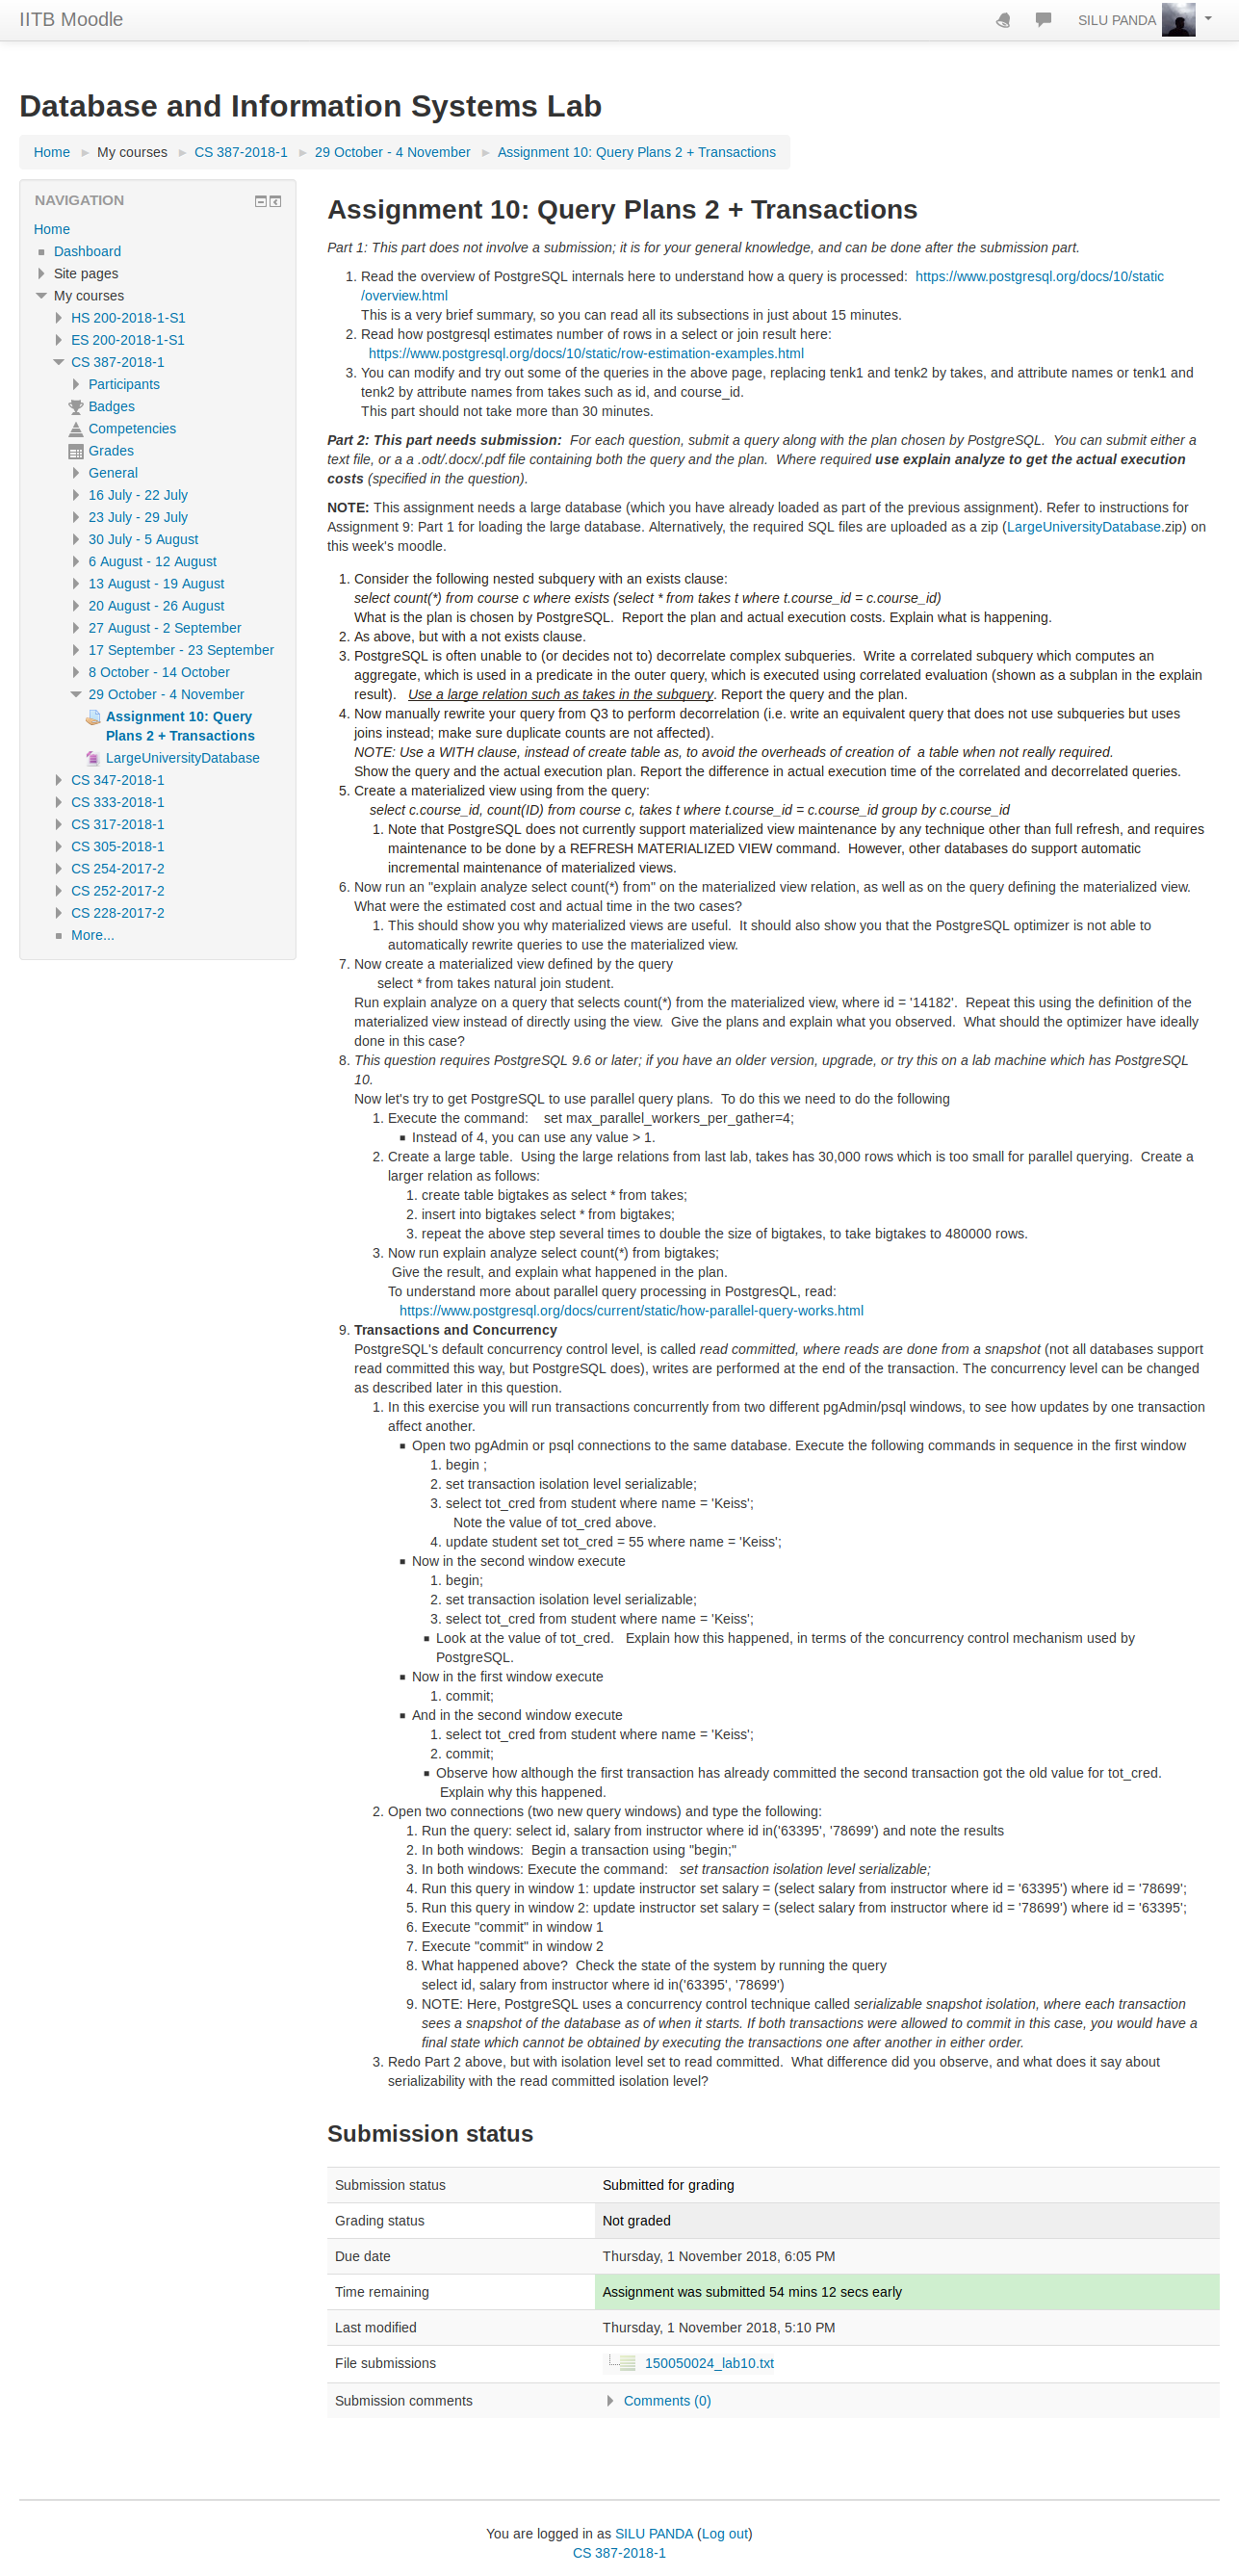 IITB Moodle
SILU PANDA
Database and Information Systems Lab
Home ► My courses ► CS 387-2018-1 ► 29 October - 4 November ► Assignment 10: Query Plans 2 + Transactions
NAVIGATION
Home
Dashboard
Site pages
My courses
HS 200-2018-1-S1
ES 200-2018-1-S1
CS 387-2018-1
Participants
Badges
Competencies
Grades
General
16 July - 22 July
23 July - 29 July
30 July - 5 August
6 August - 12 August
13 August - 19 August
20 August - 26 August
27 August - 2 September
17 September - 23 September
8 October - 14 October
29 October - 4 November
Assignment 10: Query
Plans 2 + Transactions
LargeUniversityDatabase
CS 347-2018-1
CS 333-2018-1
CS 317-2018-1
CS 305-2018-1
CS 254-2017-2
CS 252-2017-2
CS 228-2017-2
More...
Assignment 10: Query Plans 2 + Transactions
Part 1: This part does not involve a submission; it is for your general knowledge, and can be done after the submission part.
1. Read the overview of PostgreSQL internals here to understand how a query is processed: https://www.postgresql.org/docs/10/static
/overview.html
This is a very brief summary, so you can read all its subsections in just about 15 minutes.
2. Read how postgresql estimates number of rows in a select or join result here:
https://www.postgresql.org/docs/10/static/row-estimation-examples.html
3. You can modify and try out some of the queries in the above page, replacing tenk1 and tenk2 by takes, and attribute names or tenk1 and
tenk2 by attribute names from takes such as id, and course_id.
This part should not take more than 30 minutes.
Part 2: This part needs submission: For each question, submit a query along with the plan chosen by PostgreSQL. You can submit either a
text file, or a a .odt/.docx/.pdf file containing both the query and the plan. Where required use explain analyze to get the actual execution
costs (specified in the question).
NOTE: This assignment needs a large database (which you have already loaded as part of the previous assignment). Refer to instructions for
Assignment 9: Part 1 for loading the large database. Alternatively, the required SQL files are uploaded as a zip (LargeUniversityDatabase.zip) on
this week's moodle.
1. Consider the following nested subquery with an exists clause:
select count(*) from course c where exists (select * from takes t where t.course_id = c.course_id)
What is the plan is chosen by PostgreSQL. Report the plan and actual execution costs. Explain what is happening.
2. As above, but with a not exists clause.
3. PostgreSQL is often unable to (or decides not to) decorrelate complex subqueries. Write a correlated subquery which computes an
aggregate, which is used in a predicate in the outer query, which is executed using correlated evaluation (shown as a subplan in the explain
result). Use a large relation such as takes in the subquery. Report the query and the plan.
4. Now manually rewrite your query from Q3 to perform decorrelation (i.e. write an equivalent query that does not use subqueries but uses
joins instead; make sure duplicate counts are not affected).
NOTE: Use a WITH clause, instead of create table as, to avoid the overheads of creation of a table when not really required.
Show the query and the actual execution plan. Report the difference in actual execution time of the correlated and decorrelated queries.
5. Create a materialized view using from the query:
select c.course_id, count(ID) from course c, takes t where t.course_id = c.course_id group by c.course_id
1. Note that PostgreSQL does not currently support materialized view maintenance by any technique other than full refresh, and requires
maintenance to be done by a REFRESH MATERIALIZED VIEW command. However, other databases do support automatic
incremental maintenance of materialized views.
6. Now run an "explain analyze select count(*) from" on the materialized view relation, as well as on the query defining the materialized view.
What were the estimated cost and actual time in the two cases?
1. This should show you why materialized views are useful. It should also show you that the PostgreSQL optimizer is not able to
automatically rewrite queries to use the materialized view.
7. Now create a materialized view defined by the query
select * from takes natural join student.
Run explain analyze on a query that selects count(*) from the materialized view, where id = '14182'. Repeat this using the definition of the
materialized view instead of directly using the view. Give the plans and explain what you observed. What should the optimizer have ideally
done in this case?
8. This question requires PostgreSQL 9.6 or later; if you have an older version, upgrade, or try this on a lab machine which has PostgreSQL
10.
Now let's try to get PostgreSQL to use parallel query plans. To do this we need to do the following
1. Execute the command: set max_parallel_workers_per_gather=4;
▪ Instead of 4, you can use any value > 1.
2. Create a large table. Using the large relations from last lab, takes has 30,000 rows which is too small for parallel querying. Create a
larger relation as follows:
1. create table bigtakes as select * from takes;
2. insert into bigtakes select * from bigtakes;
3. repeat the above step several times to double the size of bigtakes, to take bigtakes to 480000 rows.
3. Now run explain analyze select count(*) from bigtakes;
Give the result, and explain what happened in the plan.
To understand more about parallel query processing in PostgresQL, read:
https://www.postgresql.org/docs/current/static/how-parallel-query-works.html
9. Transactions and Concurrency
PostgreSQL's default concurrency control level, is called read committed, where reads are done from a snapshot (not all databases support
read committed this way, but PostgreSQL does), writes are performed at the end of the transaction. The concurrency level can be changed
as described later in this question.
1. In this exercise you will run transactions concurrently from two different pgAdmin/psql windows, to see how updates by one transaction
affect another.
▪ Open two pgAdmin or psql connections to the same database. Execute the following commands in sequence in the first window
1. begin ;
2. set transaction isolation level serializable;
3. select tot_cred from student where name = 'Keiss';
Note the value of tot_cred above.
4. update student set tot_cred = 55 where name = 'Keiss';
▪ Now in the second window execute
1. begin;
2. set transaction isolation level serializable;
3. select tot_cred from student where name = 'Keiss';
▪ Look at the value of tot_cred. Explain how this happened, in terms of the concurrency control mechanism used by
PostgreSQL.
▪ Now in the first window execute
1. commit;
▪ And in the second window execute
1. select tot_cred from student where name = 'Keiss';
2. commit;
▪ Observe how although the first transaction has already committed the second transaction got the old value for tot_cred.
Explain why this happened.
2. Open two connections (two new query windows) and type the following:
1. Run the query: select id, salary from instructor where id in('63395', '78699') and note the results
2. In both windows: Begin a transaction using "begin;"
3. In both windows: Execute the command: set transaction isolation level serializable;
4. Run this query in window 1: update instructor set salary = (select salary from instructor where id = '63395') where id = '78699';
5. Run this query in window 2: update instructor set salary = (select salary from instructor where id = '78699') where id = '63395';
6. Execute "commit" in window 1
7. Execute "commit" in window 2
8. What happened above? Check the state of the system by running the query
select id, salary from instructor where id in('63395', '78699')
9. NOTE: Here, PostgreSQL uses a concurrency control technique called serializable snapshot isolation, where each transaction
sees a snapshot of the database as of when it starts. If both transactions were allowed to commit in this case, you would have a
final state which cannot be obtained by executing the transactions one after another in either order.
3. Redo Part 2 above, but with isolation level set to read committed. What difference did you observe, and what does it say about
serializability with the read committed isolation level?
Submission status
Submission status Submitted for grading
Grading status Not graded
Due date Thursday, 1 November 2018, 6:05 PM
Time remaining Assignment was submitted 54 mins 12 secs early
Last modified Thursday, 1 November 2018, 5:10 PM
File submissions 150050024_lab10.txt
Submission comments Comments (0)
You are logged in as SILU PANDA (Log out)
CS 387-2018-1